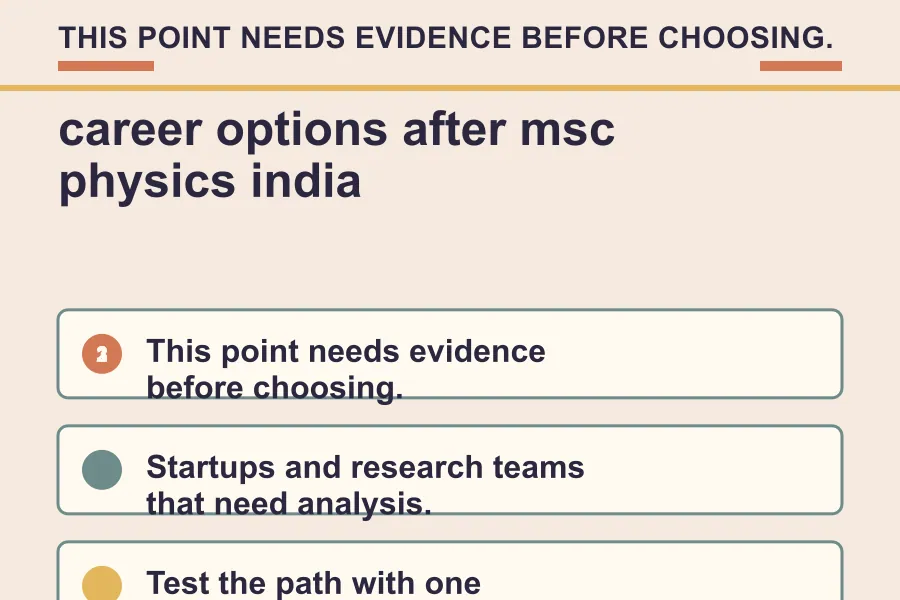 THIS POINT NEEDS EVIDENCE BEFORE CHOOSING.
career options after msc
physics india
This point needs evidence
before choosing.
Startups and research teams
that need analysis.
Test the path with one